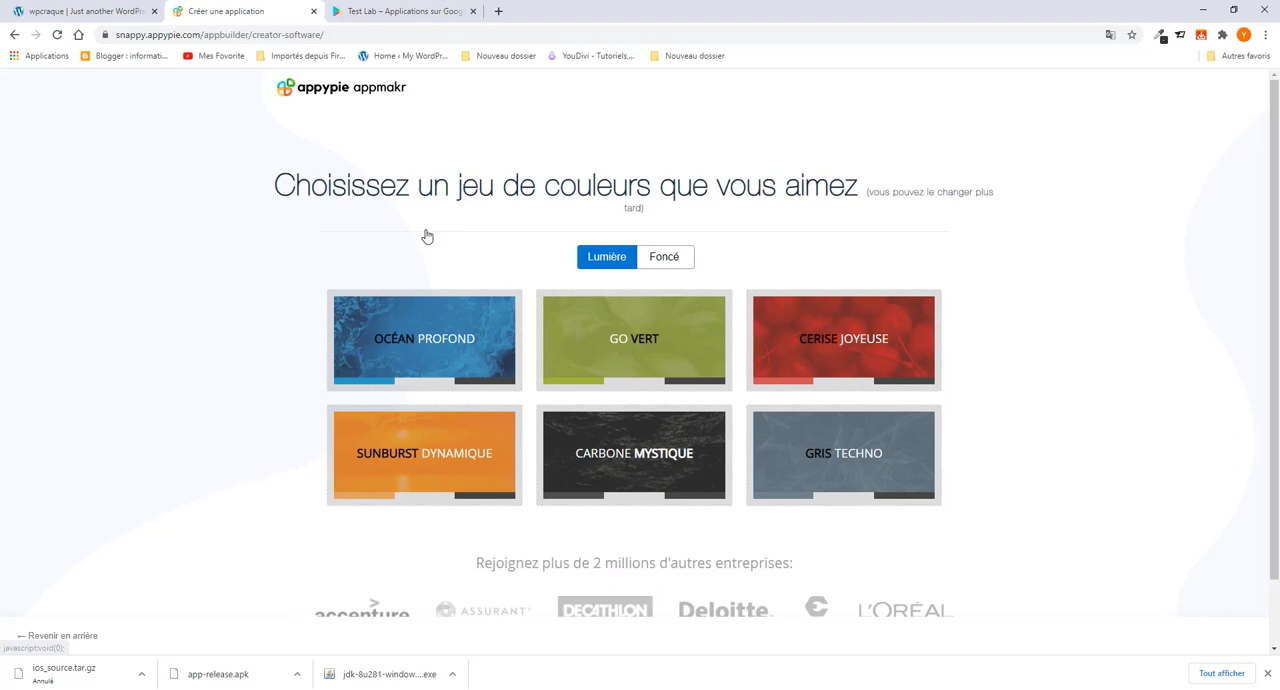 wpcraque | Just another WordPre
Créer une application
Test Lab – Applications sur Goog
snappy.appypie.com/appbuilder/creator-software/
Y
Applications
Blogger : informati...
Mes Favorite
Importés depuis Fir...
Home ‹ My WordPr...
Nouveau dossier
YouDivi - Tutoriels,...
Nouveau dossier
Autres favoris
appypie appmakr
Choisissez un jeu de couleurs que vous aimez (vous pouvez le changer plus
tard)
Lumière
Foncé
OCÉAN PROFOND
GO VERT
CERISE JOYEUSE
SUNBURST DYNAMIQUE
CARBONE MYSTIQUE
GRIS TECHNO
Rejoignez plus de 2 millions d'autres entreprises:
accenture
ASSURANT
DECATHLON
Deloitte.
L'ORÉAL
← Revenir en arrière
javascript:void(0);
ios_source.tar.gz
Annulé
app-release.apk
jdk-8u281-window....exe
Tout afficher